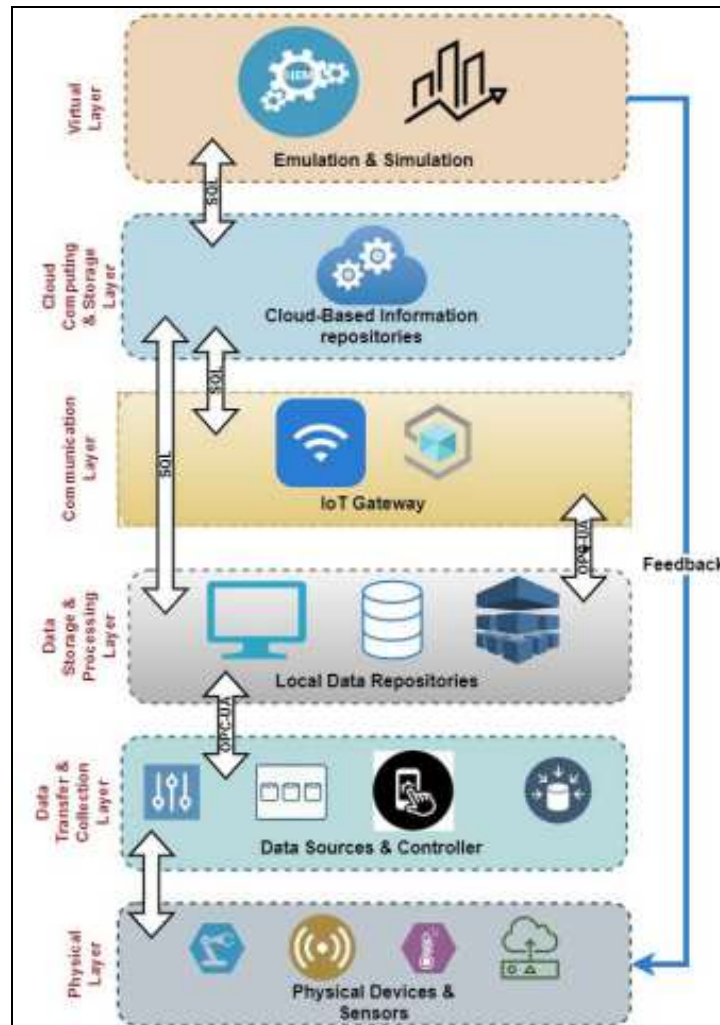 Virtual
Layer
Emulation & Simulation
SQL
Cloud
Computing
& Storage
Layer
Cloud-Based Information
repositories
SQL
SQL
Communication
Layer
IoT Gateway
OPC-UA
Feedback
Data
Storage &
Processing
Layer
Local Data Repositories
OPC-UA
Data
Transfer &
Collection
Layer
Data Sources & Controller
Physical
Layer
Physical Devices &
Sensors